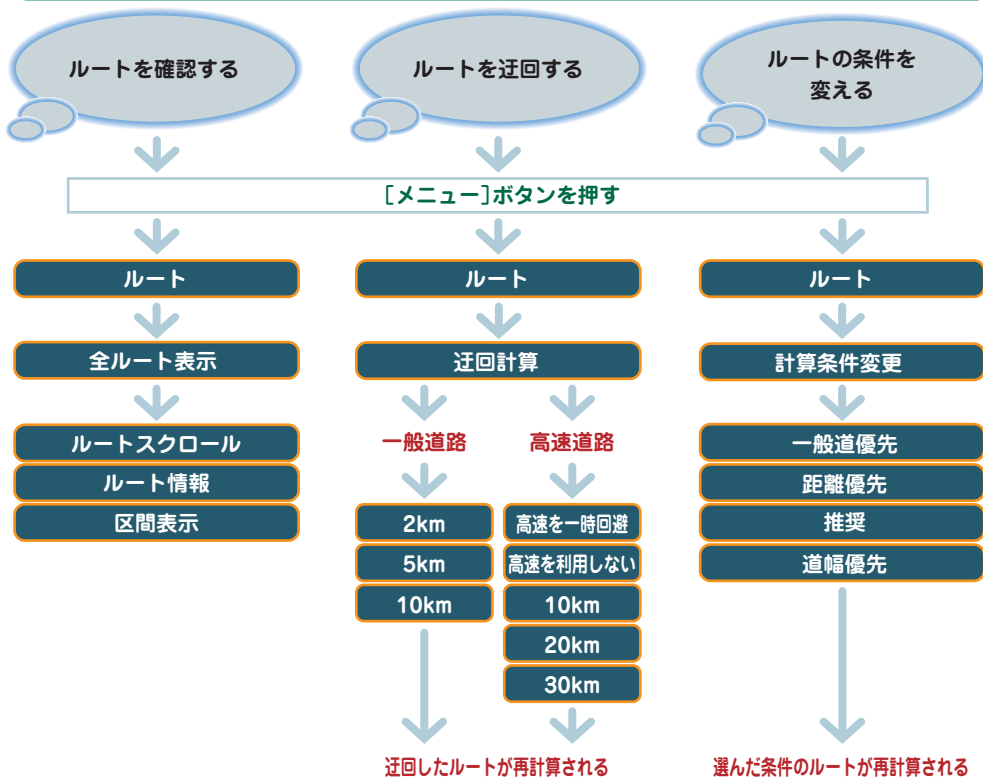 ルートを確認する
ルートを迂回する
ルートの条件を
変える
[メニュー]ボタンを押す
ルート
全ルート表示
ルートスクロール
ルート情報
区間表示
ルート
迂回計算
一般道路
2km
5km
10km
高速道路
高速を一時回避
高速を利用しない
10km
20km
30km
迂回したルートが再計算される
ルート
計算条件変更
一般道優先
距離優先
推奨
道幅優先
選んだ条件のルートが再計算される